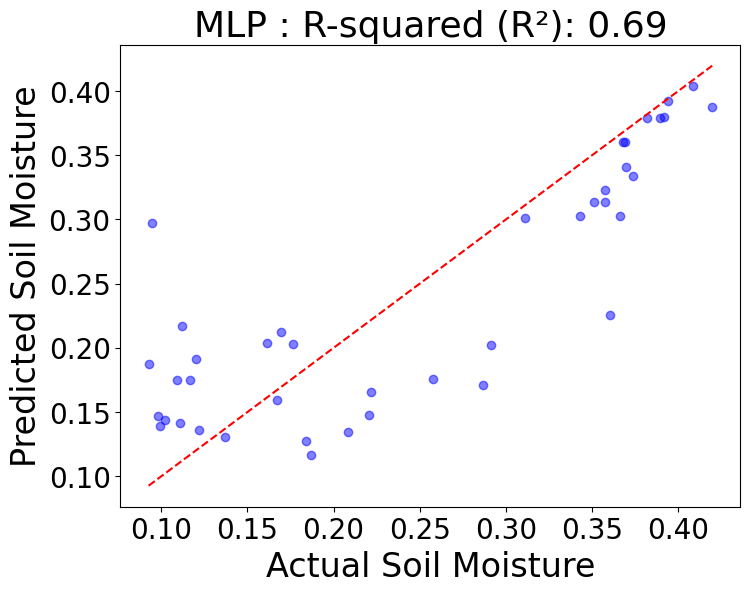 MLP : R-squared (R²): 0.69
Predicted Soil Moisture
0.40
0.35
0.30
0.25
0.20
0.15
0.10
0.10 0.15 0.20 0.25 0.30 0.35 0.40
Actual Soil Moisture